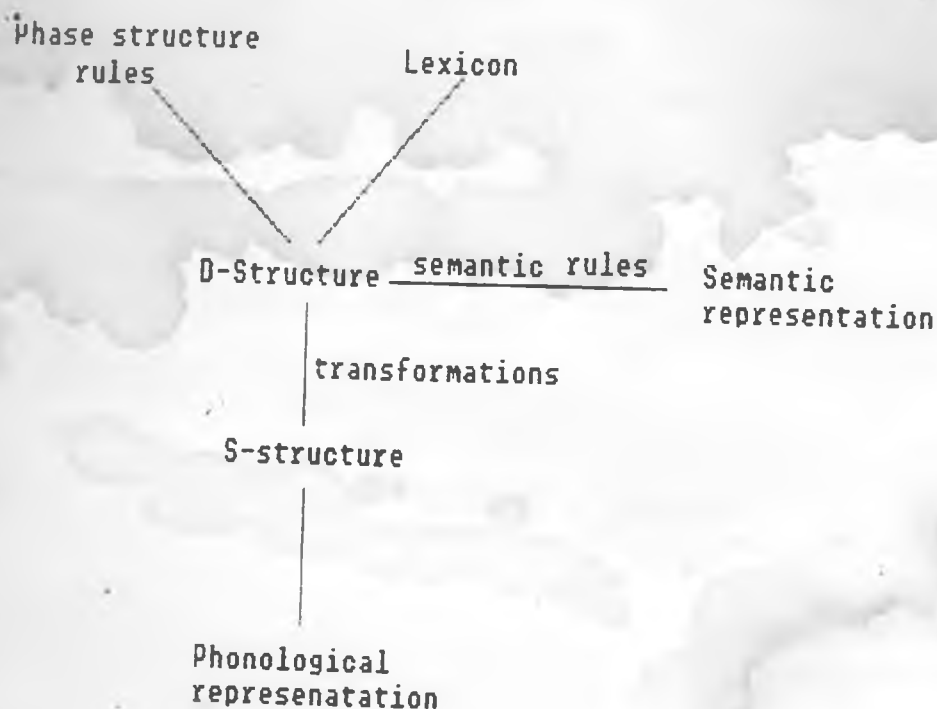 Phase structure
rules
Lexicon
D-Structure
semantic rules
Semantic
representation
transformations
S-structure
Phonological
represenatation